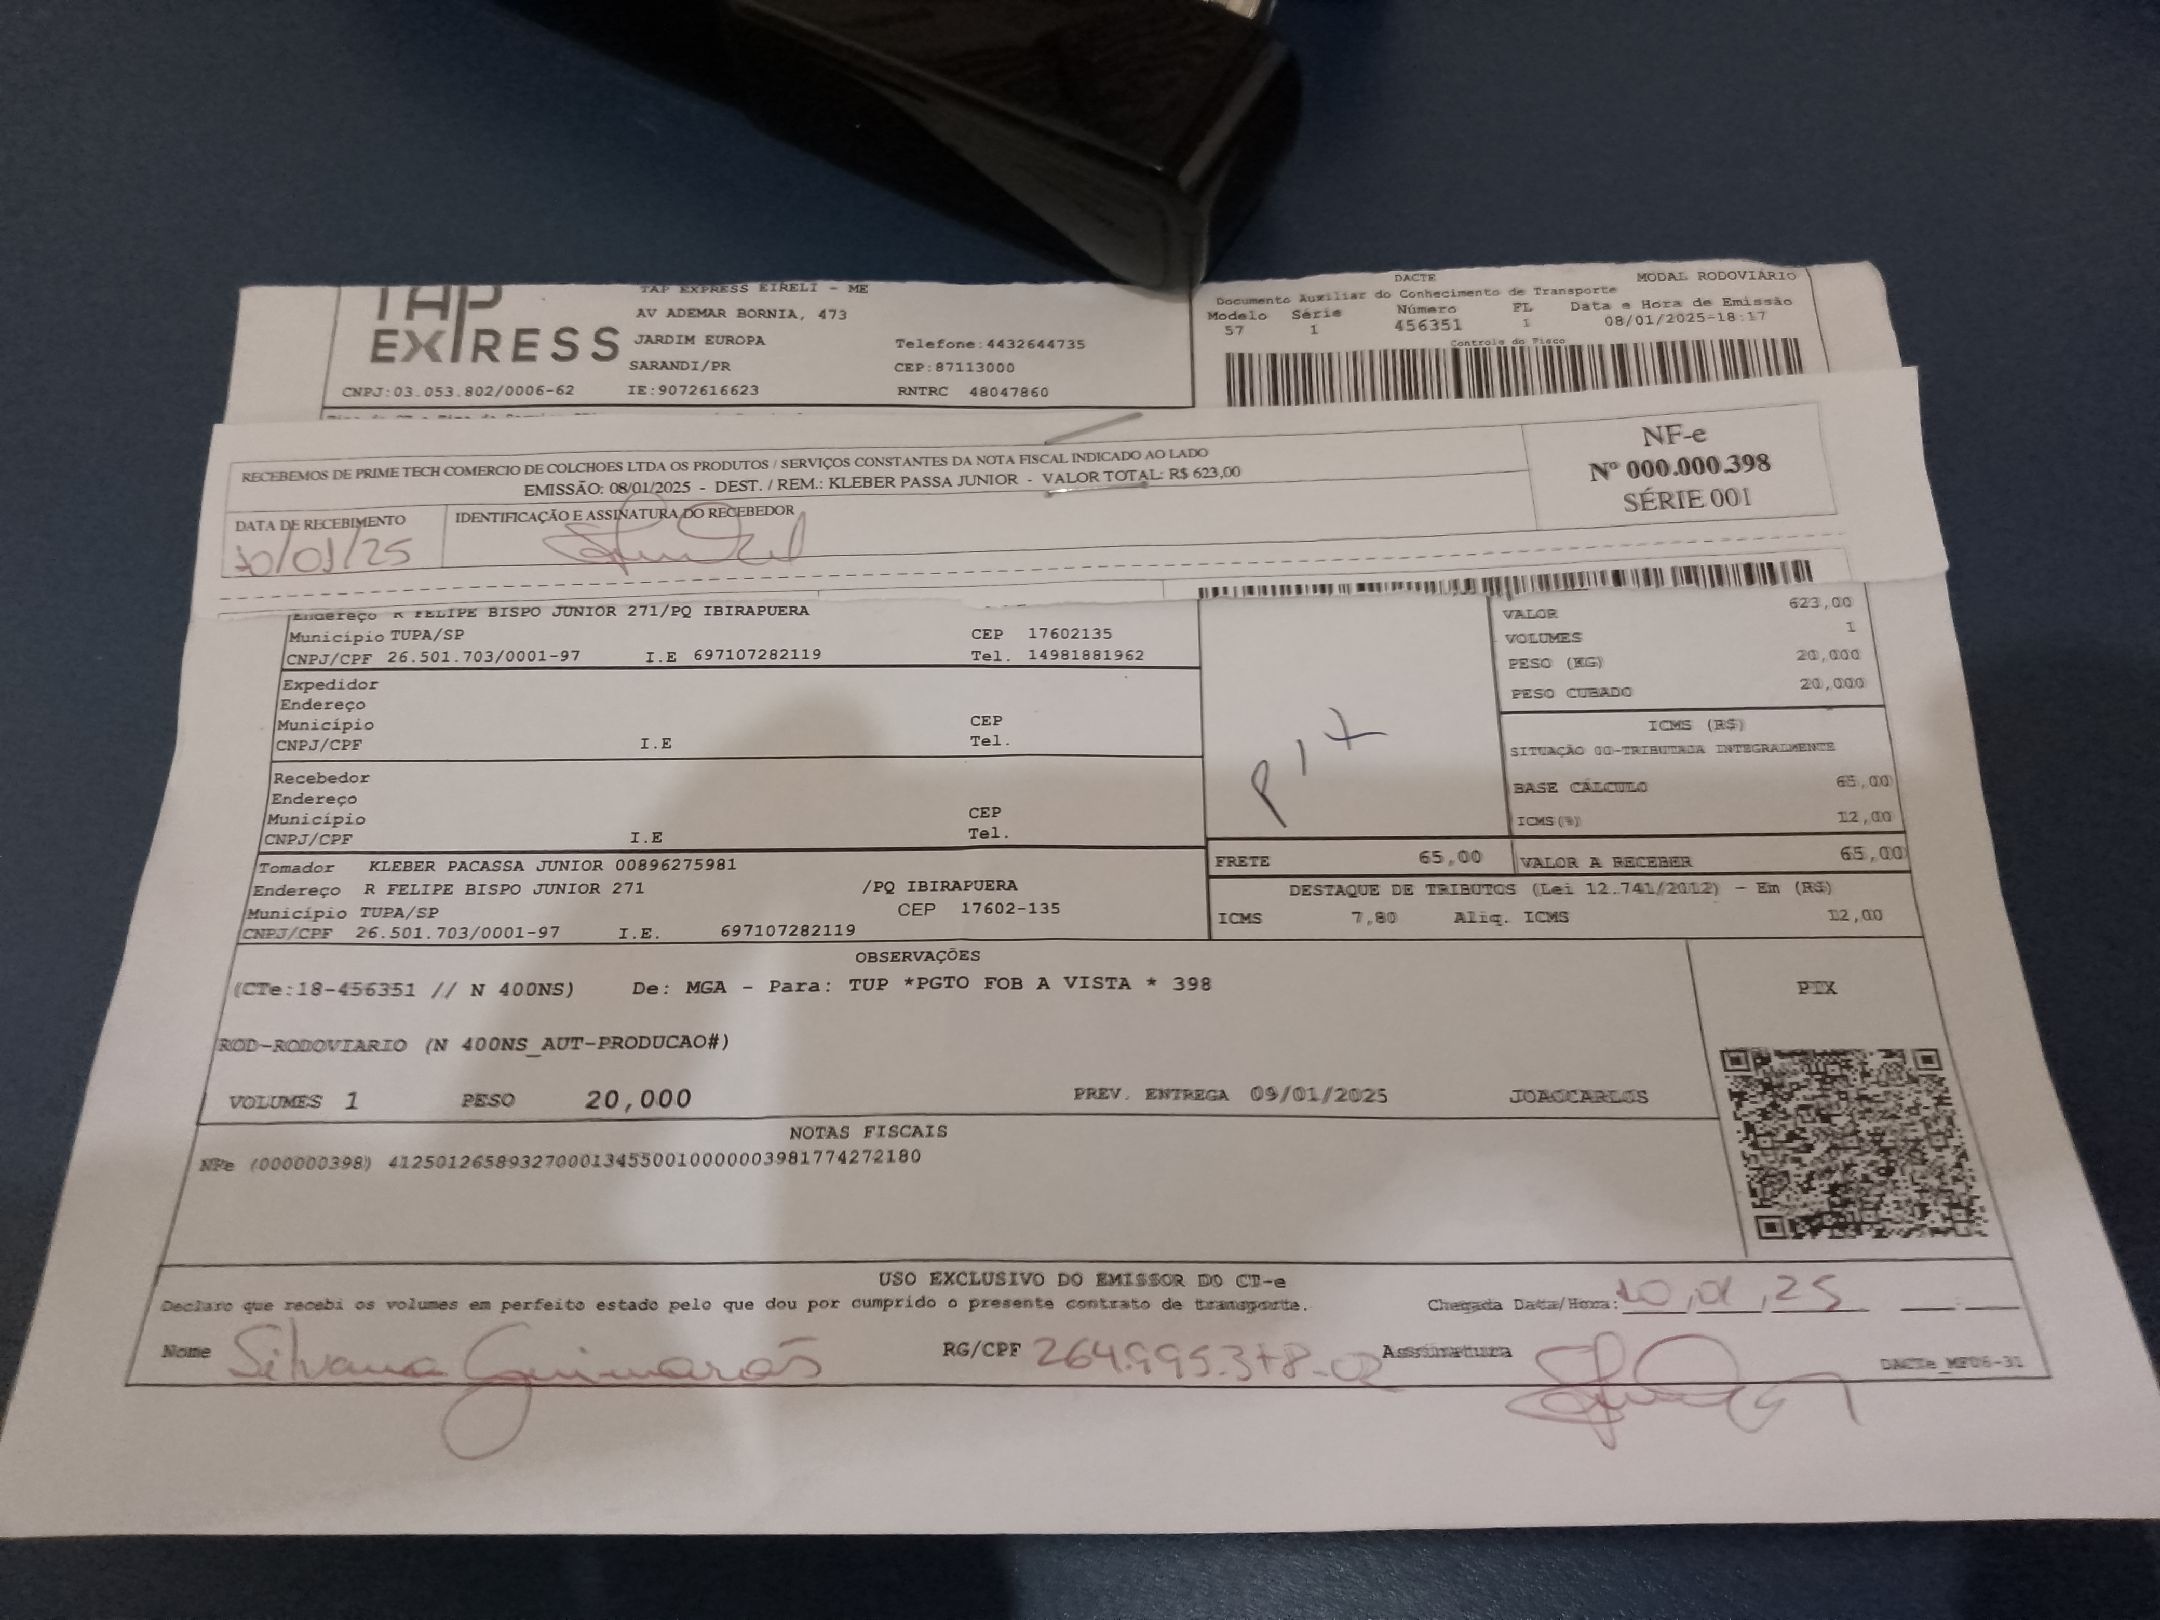 TAP
EXPRESS
TAP EXPRESS EIRELI - ME
AV ADEMAR BORNIA, 473
JARDIM EUROPA
SARANDI/PR
Telefone:4432644735
CEP:87113000
CNPJ:03.053.802/0006-62 IE:9072616623 RNTRC 48047860
DACTE MODAL RODOVIÁRIO
Documento Auxiliar do Conhecimento de Transporte
Modelo Série Número FL Data e Hora de Emissão
57 1 456351 1 08/01/2025-18:17
Controle do Fisco
RECEBEMOS DE PRIME TECH COMERCIO DE COLCHOES LTDA OS PRODUTOS / SERVIÇOS CONSTANTES DA NOTA FISCAL INDICADO AO LADO
EMISSÃO: 08/01/2025 - DEST. / REM.: KLEBER PASSA JUNIOR - VALOR TOTAL: R$ 623,00
NF-e
Nº 000.000.398
SÉRIE 001
DATA DE RECEBIMENTO IDENTIFICAÇÃO E ASSINATURA DO RECEBEDOR
10/01/25
Endereço R FELIPE BISPO JUNIOR 271/PQ IBIRAPUERA
Município TUPA/SP CEP 17602135
CNPJ/CPF 26.501.703/0001-97 I.E 697107282119 Tel. 14981881962
Expedidor
Endereço
Município CEP
CNPJ/CPF I.E Tel.
Recebedor
Endereço
Município CEP
CNPJ/CPF I.E Tel.
VALOR 623,00
VOLUMES 1
PESO (KG) 20,000
PESO CUBADO 20,000
ICMS (R$)
SITUAÇÃO 00-TRIBUTADA INTEGRALMENTE
BASE CÁLCULO 65,00
ICMS(%) 12,00
Tomador KLEBER PACASSA JUNIOR 00896275981
Endereço R FELIPE BISPO JUNIOR 271 /PQ IBIRAPUERA
Município TUPA/SP CEP 17602-135
CNPJ/CPF 26.501.703/0001-97 I.E. 697107282119
FRETE 65,00 VALOR A RECEBER 65,00
DESTAQUE DE TRIBUTOS (Lei 12.741/2012) - Em (R$)
ICMS 7,80 Aliq. ICMS 12,00
OBSERVAÇÕES
(CTe:18-456351 // N 400NS) De: MGA - Para: TUP *PGTO FOB A VISTA * 398
PIX
ROD-RODOVIARIO (N 400NS_AUT-PRODUCAO#)
VOLUMES 1 PESO 20,000 PREV. ENTREGA 09/01/2025 JOAOCARLOS
NOTAS FISCAIS
NFe (000000398) 41250126589327000134550010000003981774272180
USO EXCLUSIVO DO EMISSOR DO CT-e
Declaro que recebi os volumes em perfeito estado pelo que dou por cumprido o presente contrato de transporte. Chegada Data/Hora: 10,01,25
Nome Silvana Guimarães RG/CPF 264.995.378-02 Assinatura
DACTe_MF06-31